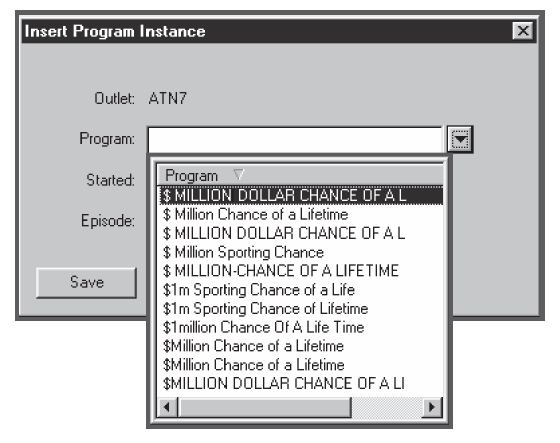 Insert Program Instance
Outlet: ATN7
Program:
Started:
Episode:
Save
Program
$ MILLION DOLLAR CHANCE OF A L
$ Million Chance of a Lifetime
$ MILLION DOLLAR CHANCE OF A L
$ Million Sporting Chance
$ MILLION-CHANCE OF A LIFETIME
$1m Sporting Chance of a Life
$1m Sporting Chance of Lifetime
$1million Chance Of A Life Time
$Million Chance of a Lifetime
$Million Chance of a Lifetime
$MILLION DOLLAR CHANCE OF A LI